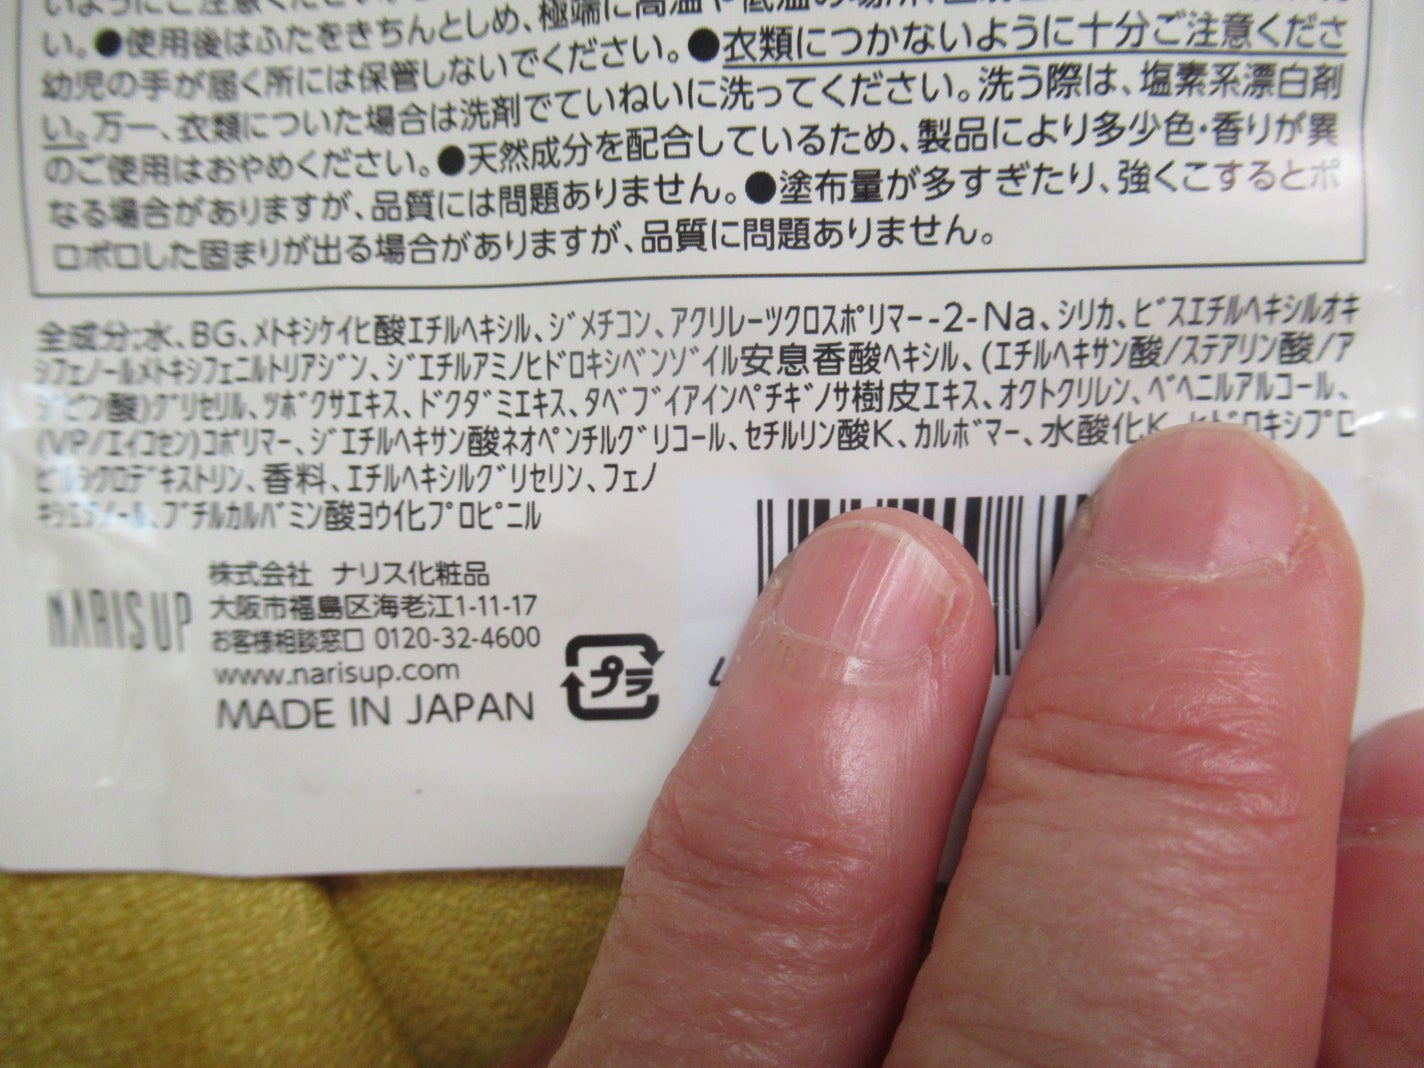 い。●使用後はふたをきちんとしめ、極端に高温や低温の場所、
幼児の手が届く所には保管しないでください。●衣類につかないように十分ご注意くださ
い。万一、衣類についた場合は洗剤でていねいに洗ってください。洗う際は、塩素系漂白剤
のご使用はおやめください。●天然成分を配合しているため、製品により多少色・香りが異
なる場合がありますが、品質には問題ありません。●塗布量が多すぎたり、強くこするとポ
ロポロした固まりが出る場合がありますが、品質に問題ありません。
全成分:水、BG、メトキシケイヒ酸エチルヘキシル、ジメチコン、アクリレーツクロスポリマー-2-Na、シリカ、ビスエチルヘキシルオキ
シフェノールメトキシフェニルトリアジン、ジエチルアミノヒドロキシベンゾイル安息香酸ヘキシル、(エチルヘキサン酸/ステアリン酸/ア
ジピン酸)グリセリル、ツボクサエキス、ドクダミエキス、タベブイアインペチギノサ樹皮エキス、オクトクリレン、ベヘニルアルコール、
(VP/エイコセン)コポリマー、ジエチルヘキサン酸ネオペンチルグリコール、セチルリン酸K、カルボマー、水酸化K、ヒドロキシプロ
ピルシクロデキストリン、香料、エチルヘキシルグリセリン、フェノ
キシエタノール、ブチルカルバミン酸ヨウ化プロピニル
株式会社 ナリス化粧品
大阪市福島区海老江1-11-17
お客様相談窓口 0120-32-4600
www.narisup.com
MADE IN JAPAN
NARIS UP
プラ